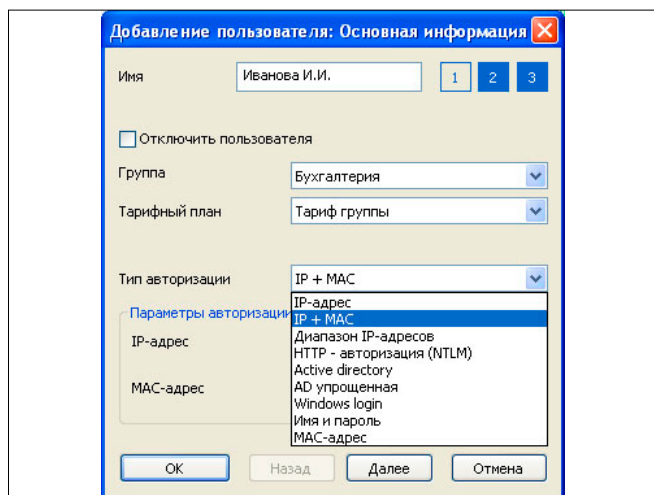 Добавление пользователя: Основная информация
Имя Иванова И.И. 1 2 3
Отключить пользователя
Группа Бухгалтерия
Тарифный план Тариф группы
Тип авторизации IP + MAC
IP-адрес
Параметры авторизации IP + MAC
Диапазон IP-адресов
IP-адрес HTTP - авторизация (NTLM)
Active directory
MAC-адрес AD упрощенная
Windows login
Имя и пароль
MAC-адрес
OK Назад Далее Отмена